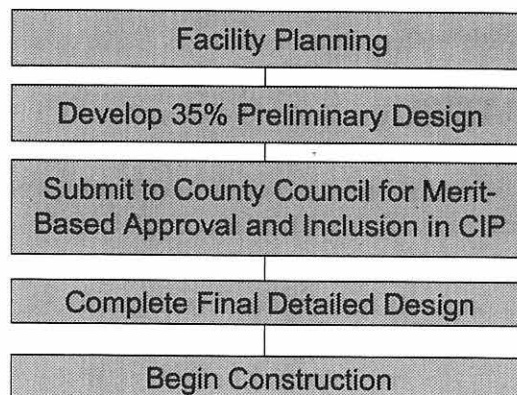 Facility Planning
Develop 35% Preliminary Design
Submit to County Council for Merit-
Based Approval and Inclusion in CIP
Complete Final Detailed Design
Begin Construction